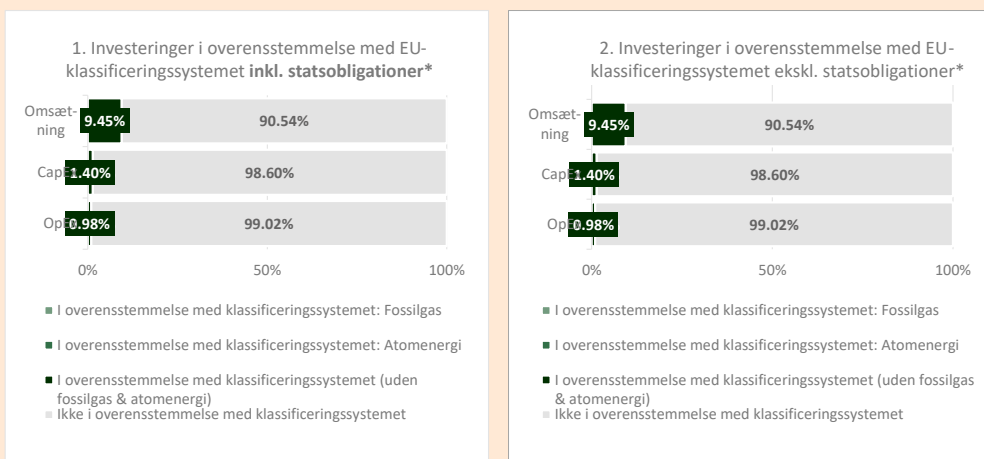 1. Investeringer i overensstemmelse med EU-
klassificeringssystemet inkl. statsobligationer*
Omsæt-
ning
9.45%
90.54%
1.40%
98.60%
0.98%
99.02%
0%
50%
100%
I overensstemmelse med klassificeringssystemet: Fossilgas
I overensstemmelse med klassificeringssystemet: Atomenergi
I overensstemmelse med klassificeringssystemet (uden
fossilgas & atomenergi)
Ikke i overensstemmelse med klassificeringssystemet
2. Investeringer i overensstemmelse med EU-
klassificeringssystemet ekskl. statsobligationer*
Omsæt-
ning
9.45%
90.54%
1.40%
98.60%
0.98%
99.02%
0%
50%
100%
I overensstemmelse med klassificeringssystemet: Fossilgas
I overensstemmelse med klassificeringssystemet: Atomenergi
I overensstemmelse med klassificeringssystemet (uden fossilgas
& atomenergi)
Ikke i overensstemmelse med klassificeringssystemet